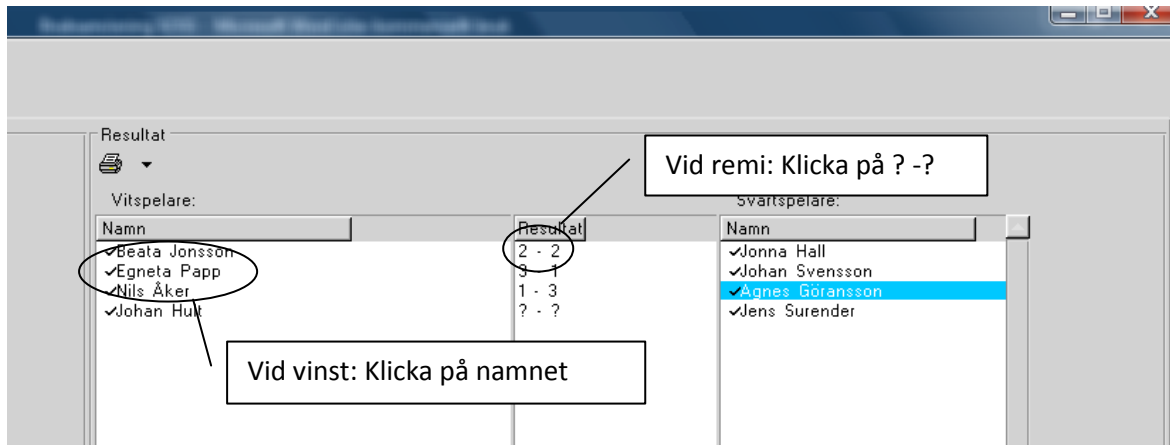 Resultat
Vid remi: Klicka på ? -?
Vitspelare:
Svartspelare:
Namn Resultat Namn
Beata Jonsson 2 - 2 Jonna Hall
Egneta Papp 3 - 1 Johan Svensson
Nils Åker 1 - 3 Agnes Göransson
Johan Hult ? - ? Jens Surender
Vid vinst: Klicka på namnet